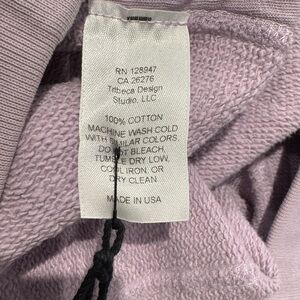 RN 128947
CA 26276
Tribeca Design
Studio, LLC
100% COTTON
MACHINE WASH COLD
WITH SIMILAR COLORS.
DO NOT BLEACH,
TUMBLE DRY LOW,
COOL IRON, OR
DRY CLEAN
MADE IN USA